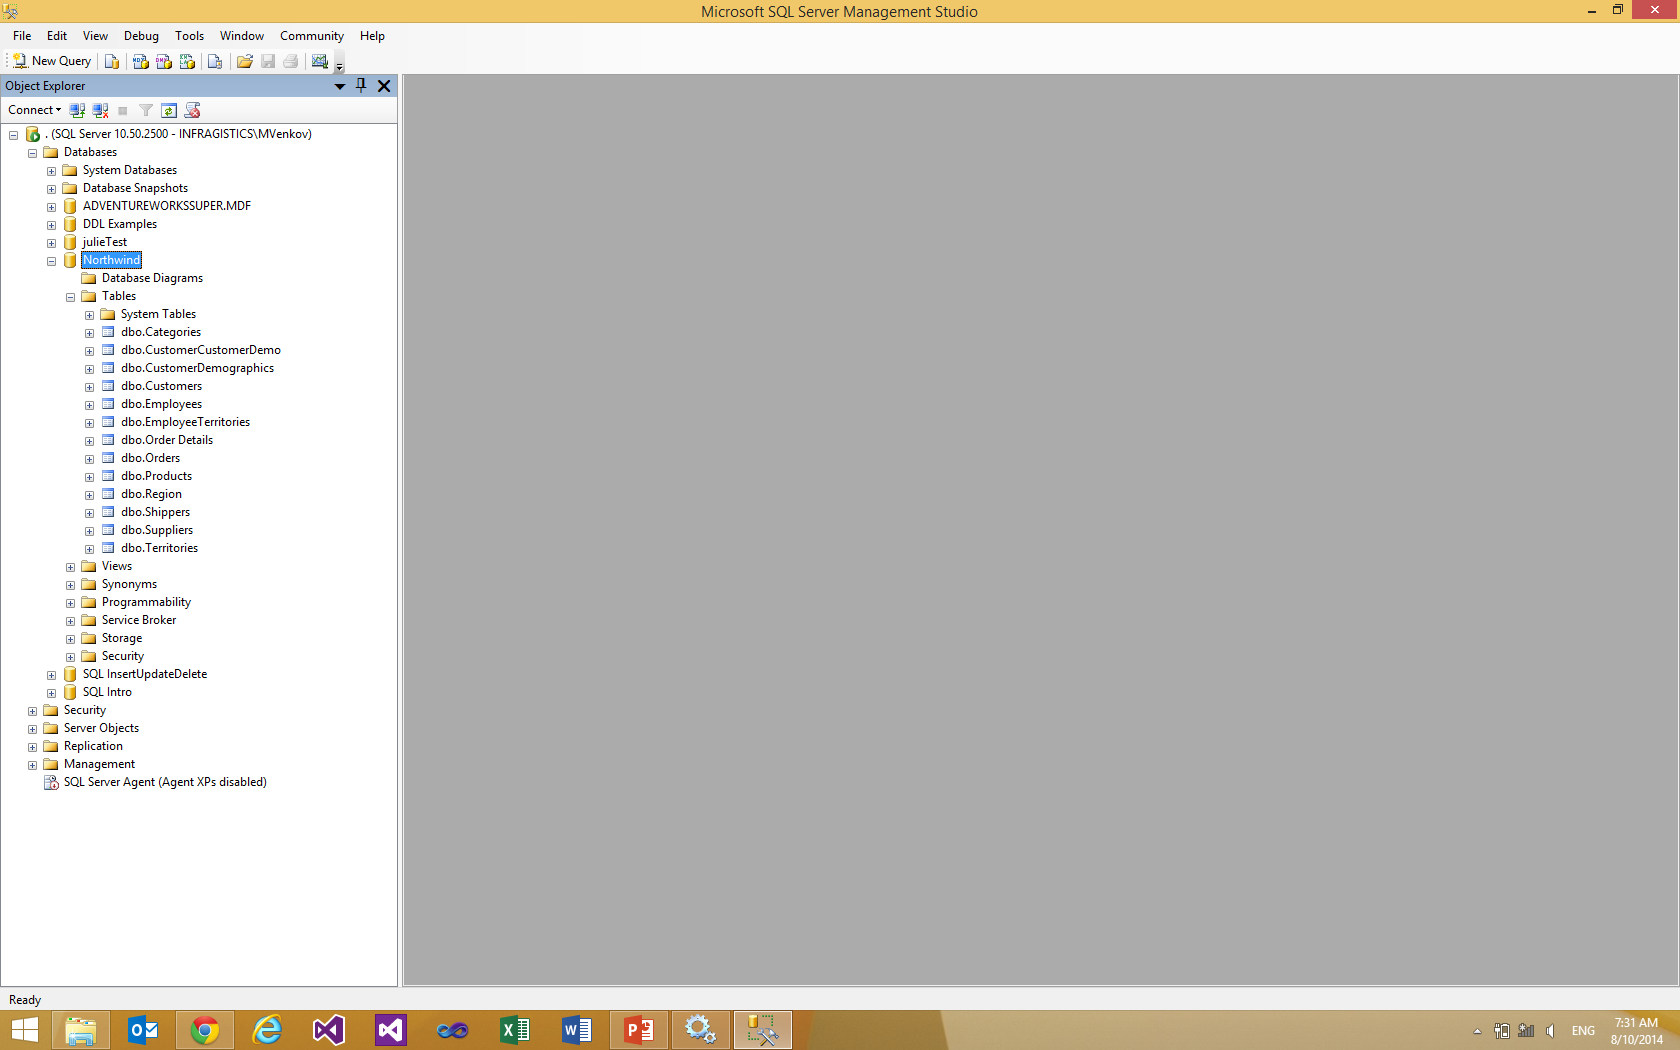 Microsoft SQL Server Management Studio
File Edit View Debug Tools Window Community Help
New Query
Object Explorer
Connect
. (SQL Server 10.50.2500 - INFRAGISTICS\MVenkov)
Databases
System Databases
Database Snapshots
ADVENTUREWORKSSUPER.MDF
DDL Examples
julieTest
Northwind
Database Diagrams
Tables
System Tables
dbo.Categories
dbo.CustomerCustomerDemo
dbo.CustomerDemographics
dbo.Customers
dbo.Employees
dbo.EmployeeTerritories
dbo.Order Details
dbo.Orders
dbo.Products
dbo.Region
dbo.Shippers
dbo.Suppliers
dbo.Territories
Views
Synonyms
Programmability
Service Broker
Storage
Security
SQL InsertUpdateDelete
SQL Intro
Security
Server Objects
Replication
Management
SQL Server Agent (Agent XPs disabled)
Ready
ENG
7:31 AM
8/10/2014